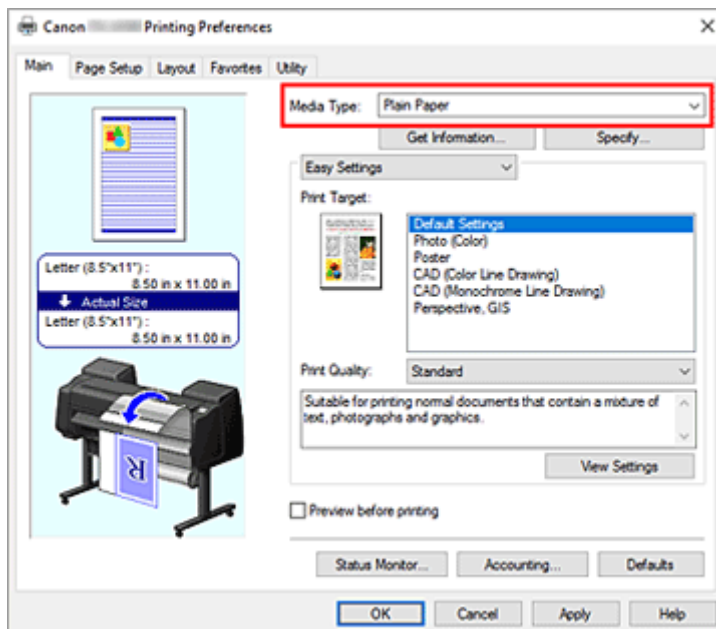 Canon Printing Preferences
Main Page Setup Layout Favorites Utility
Media Type: Plain Paper
Get Information... Specify...
Easy Settings
Print Target:
Default Settings
Photo (Color)
Poster
CAD (Color Line Drawing)
CAD (Monochrome Line Drawing)
Perspective, GIS
Letter (8.5"x11") :
8.50 in x 11.00 in
Actual Size
Letter (8.5"x11") :
8.50 in x 11.00 in
R
Print Quality: Standard
Suitable for printing normal documents that contain a mixture of
text, photographs and graphics.
View Settings
Preview before printing
Status Monitor... Accounting... Defaults
OK Cancel Apply Help